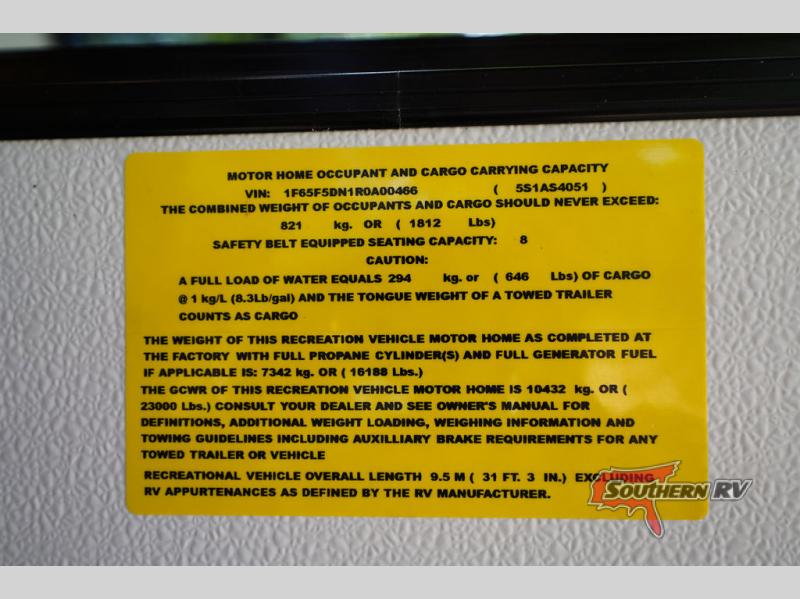 MOTOR HOME OCCUPANT AND CARGO CARRYING CAPACITY
VIN: 1F65F5DN1R0A00466 ( 5S1AS4051 )
THE COMBINED WEIGHT OF OCCUPANTS AND CARGO SHOULD NEVER EXCEED:
821 kg. OR ( 1812 Lbs)
SAFETY BELT EQUIPPED SEATING CAPACITY: 8
CAUTION:
A FULL LOAD OF WATER EQUALS 294 kg. or ( 646 Lbs) OF CARGO
@ 1 kg/L (8.3Lb/gal) AND THE TONGUE WEIGHT OF A TOWED TRAILER
COUNTS AS CARGO
THE WEIGHT OF THIS RECREATION VEHICLE MOTOR HOME AS COMPLETED AT
THE FACTORY WITH FULL PROPANE CYLINDER(S) AND FULL GENERATOR FUEL
IF APPLICABLE IS: 7342 kg. OR ( 16188 Lbs.)
THE GCWR OF THIS RECREATION VEHICLE MOTOR HOME IS 10432 kg. OR (
23000 Lbs.) CONSULT YOUR DEALER AND SEE OWNER'S MANUAL FOR
DEFINITIONS, ADDITIONAL WEIGHT LOADING, WEIGHING INFORMATION AND
TOWING GUIDELINES INCLUDING AUXILLIARY BRAKE REQUIREMENTS FOR ANY
TOWED TRAILER OR VEHICLE
RECREATIONAL VEHICLE OVERALL LENGTH 9.5 M ( 31 FT. 3 IN.) EXCLUDING
RV APPURTENANCES AS DEFINED BY THE RV MANUFACTURER.
SOUTHERN RV